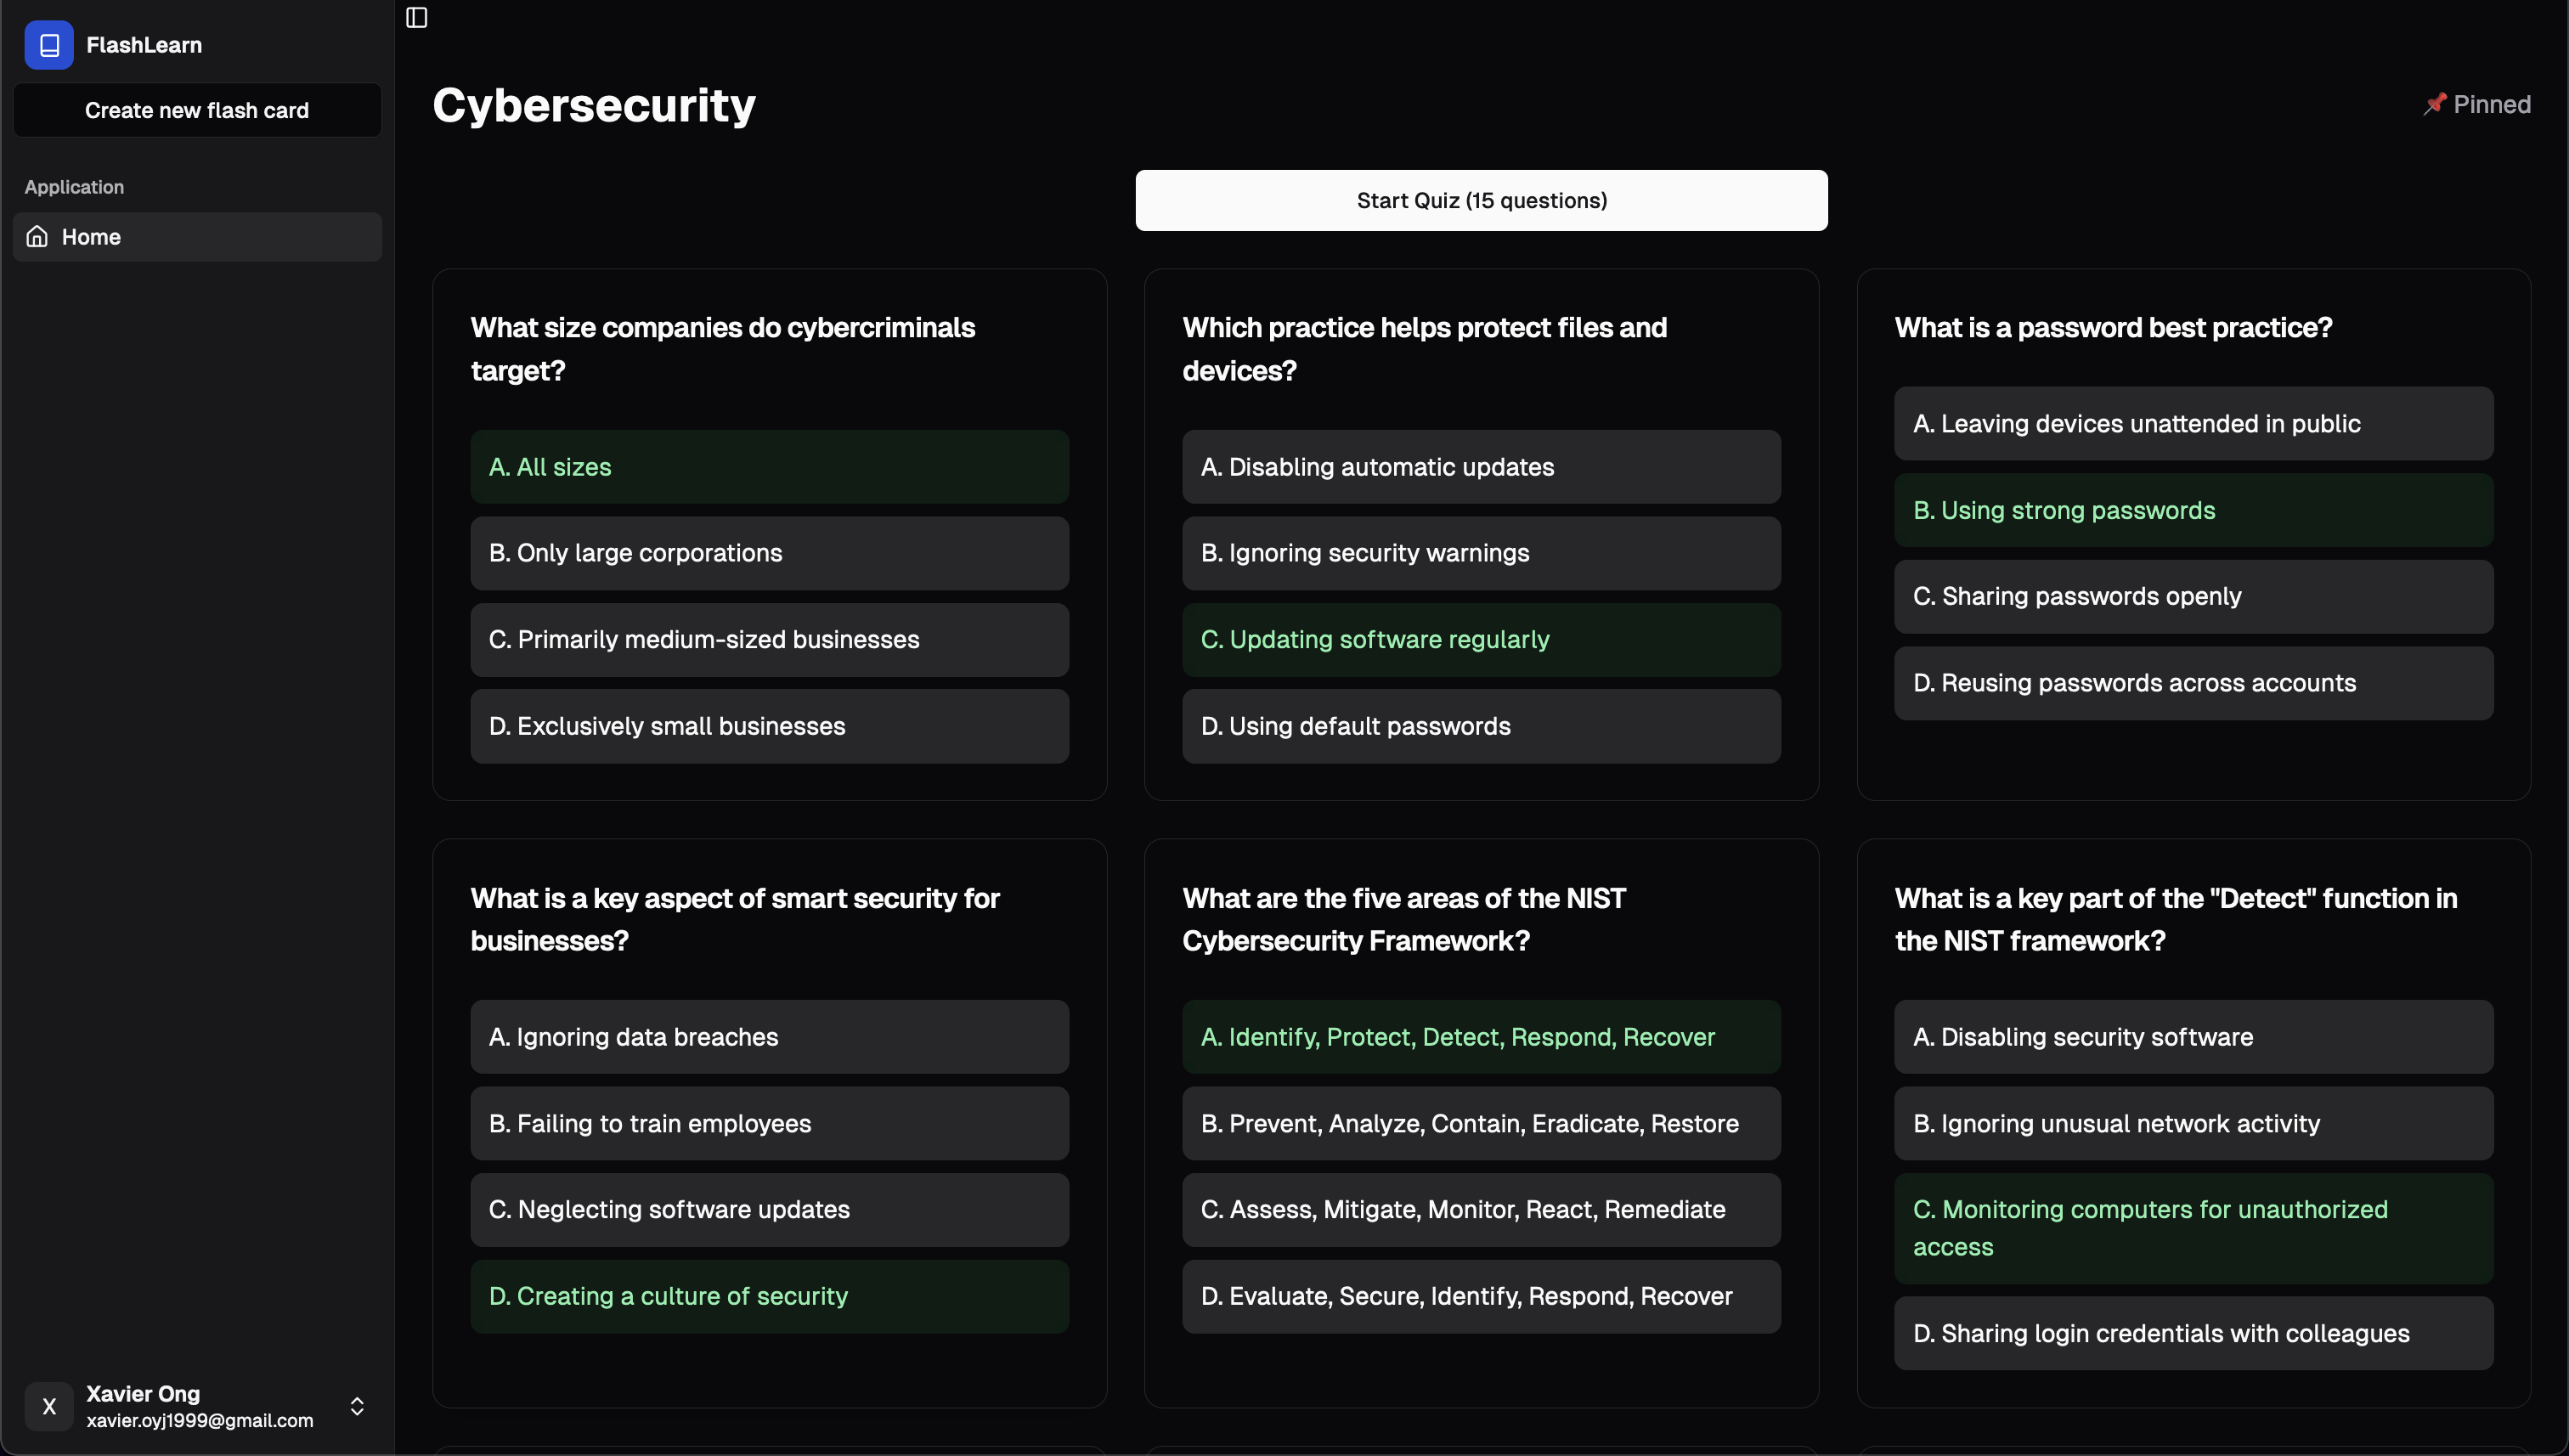 FlashLearn
Create new flash card
Application
Home
X
Xavier Ong
xavier.oyj1999@gmail.com
Cybersecurity
📌 Pinned
Start Quiz (15 questions)
What size companies do cybercriminals
target?
A. All sizes
B. Only large corporations
C. Primarily medium-sized businesses
D. Exclusively small businesses
Which practice helps protect files and
devices?
A. Disabling automatic updates
B. Ignoring security warnings
C. Updating software regularly
D. Using default passwords
What is a password best practice?
A. Leaving devices unattended in public
B. Using strong passwords
C. Sharing passwords openly
D. Reusing passwords across accounts
What is a key aspect of smart security for
businesses?
A. Ignoring data breaches
B. Failing to train employees
C. Neglecting software updates
D. Creating a culture of security
What are the five areas of the NIST
Cybersecurity Framework?
A. Identify, Protect, Detect, Respond, Recover
B. Prevent, Analyze, Contain, Eradicate, Restore
C. Assess, Mitigate, Monitor, React, Remediate
D. Evaluate, Secure, Identify, Respond, Recover
What is a key part of the "Detect" function in
the NIST framework?
A. Disabling security software
B. Ignoring unusual network activity
C. Monitoring computers for unauthorized
access
D. Sharing login credentials with colleagues